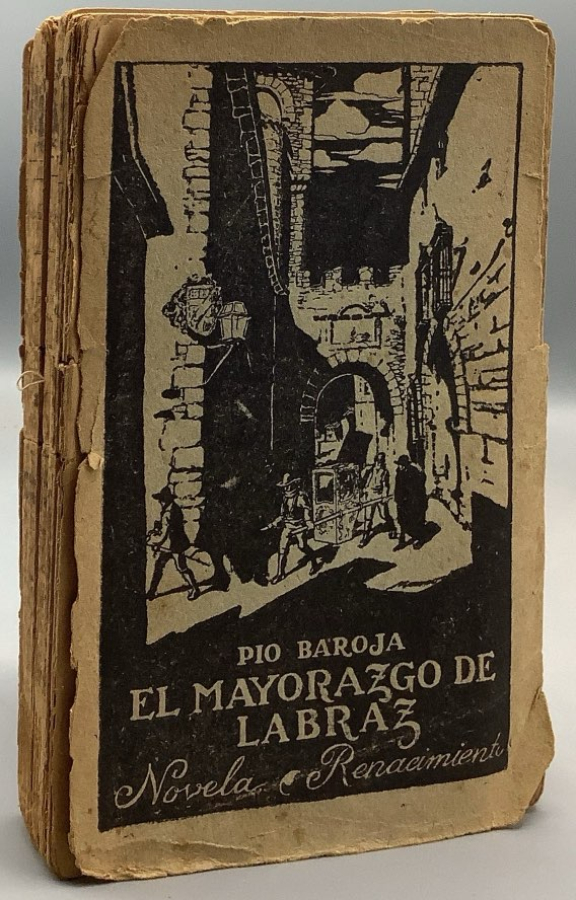 PIO BAROJA
EL MAYORAZGO DE
LABRAZ
Novela Renacimiento